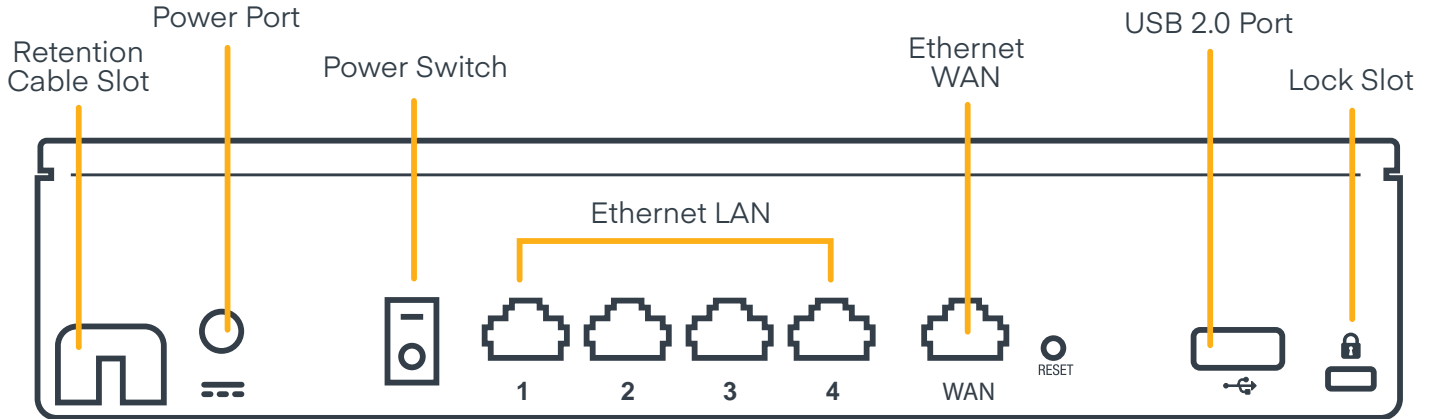 Power Port
Retention
Cable Slot
Power Switch
Ethernet
WAN
USB 2.0 Port
Lock Slot
Ethernet LAN
1
2
3
4
WAN
RESET